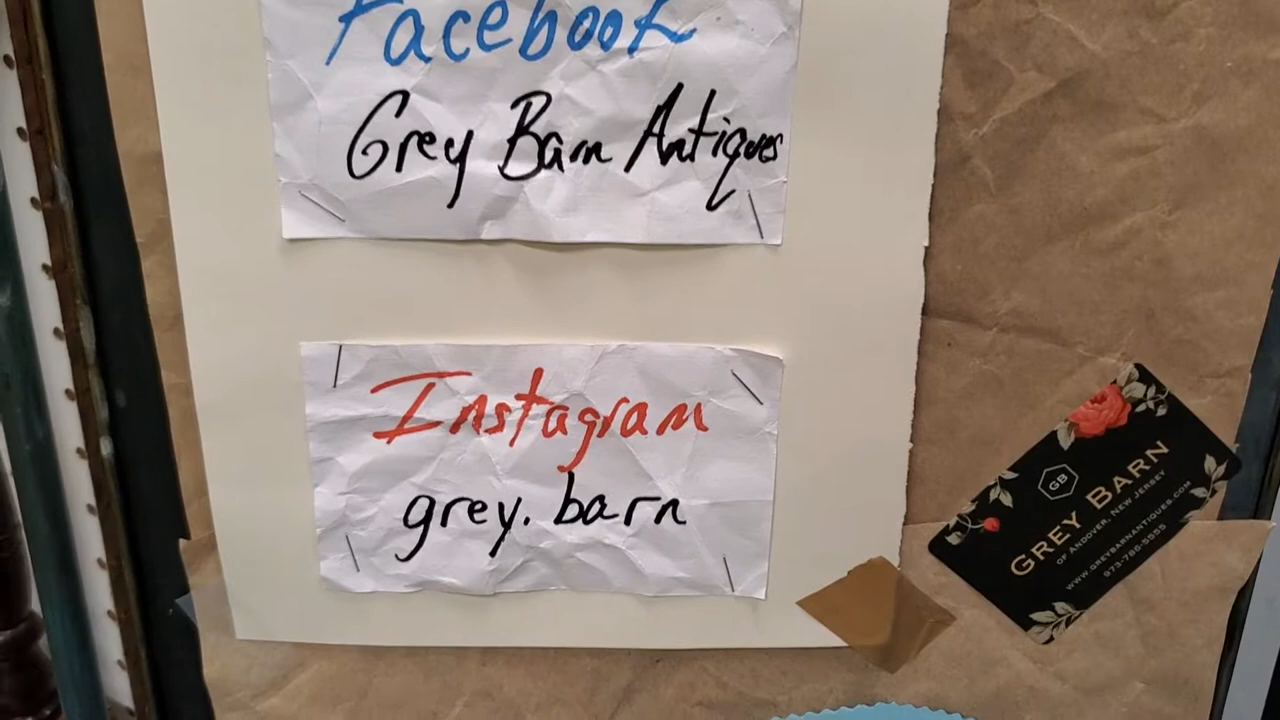 Facebook
Grey Barn Antiques
Instagram
grey. barn
GB
GREY BARN
OF ANDOVER, NEW JERSEY
WWW.GREYBARNANTIQUES.COM
973-786-5555